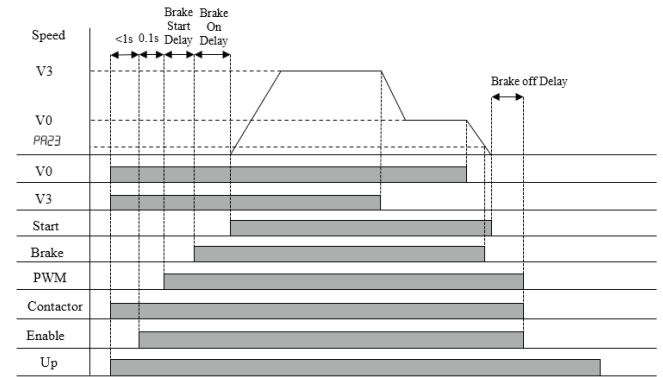 Brake Brake
Start On
Speed <1s 0.1s Delay Delay
V3
Brake off Delay
V0
PA23
V0
V3
Start
Brake
PWM
Contactor
Enable
Up